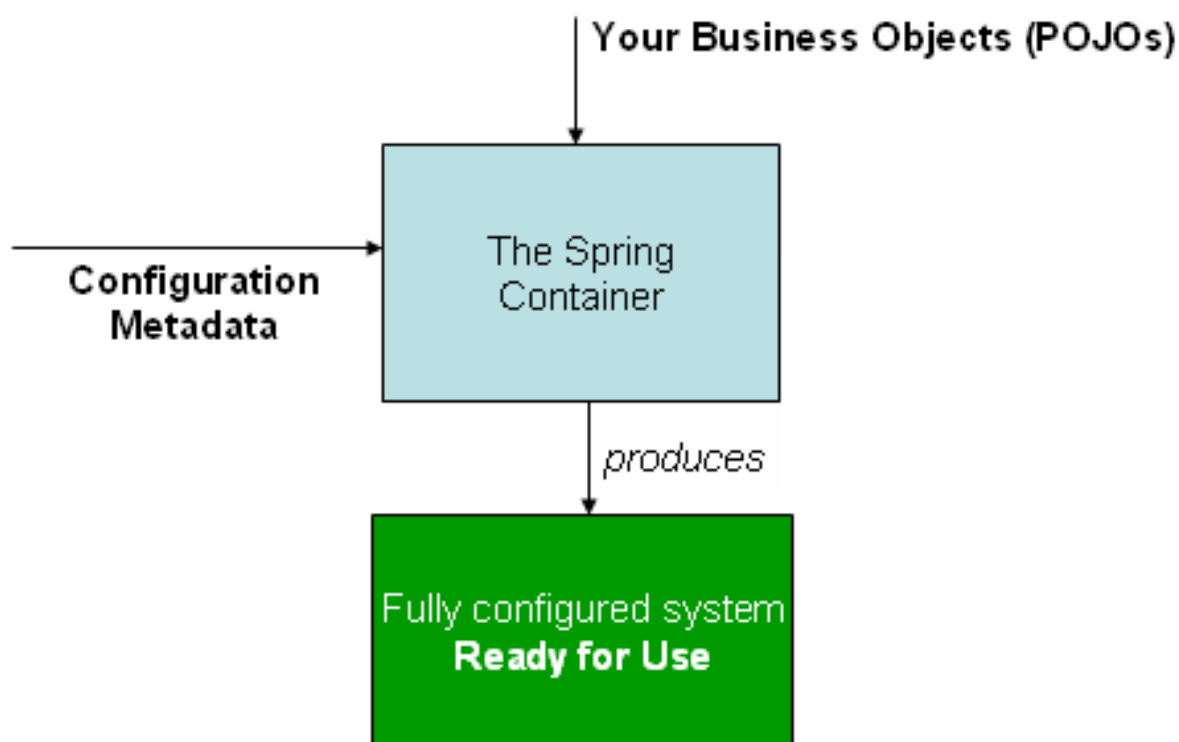 Your Business Objects (POJOs)
The Spring
Container
Configuration
Metadata
produces
Fully configured system
Ready for Use